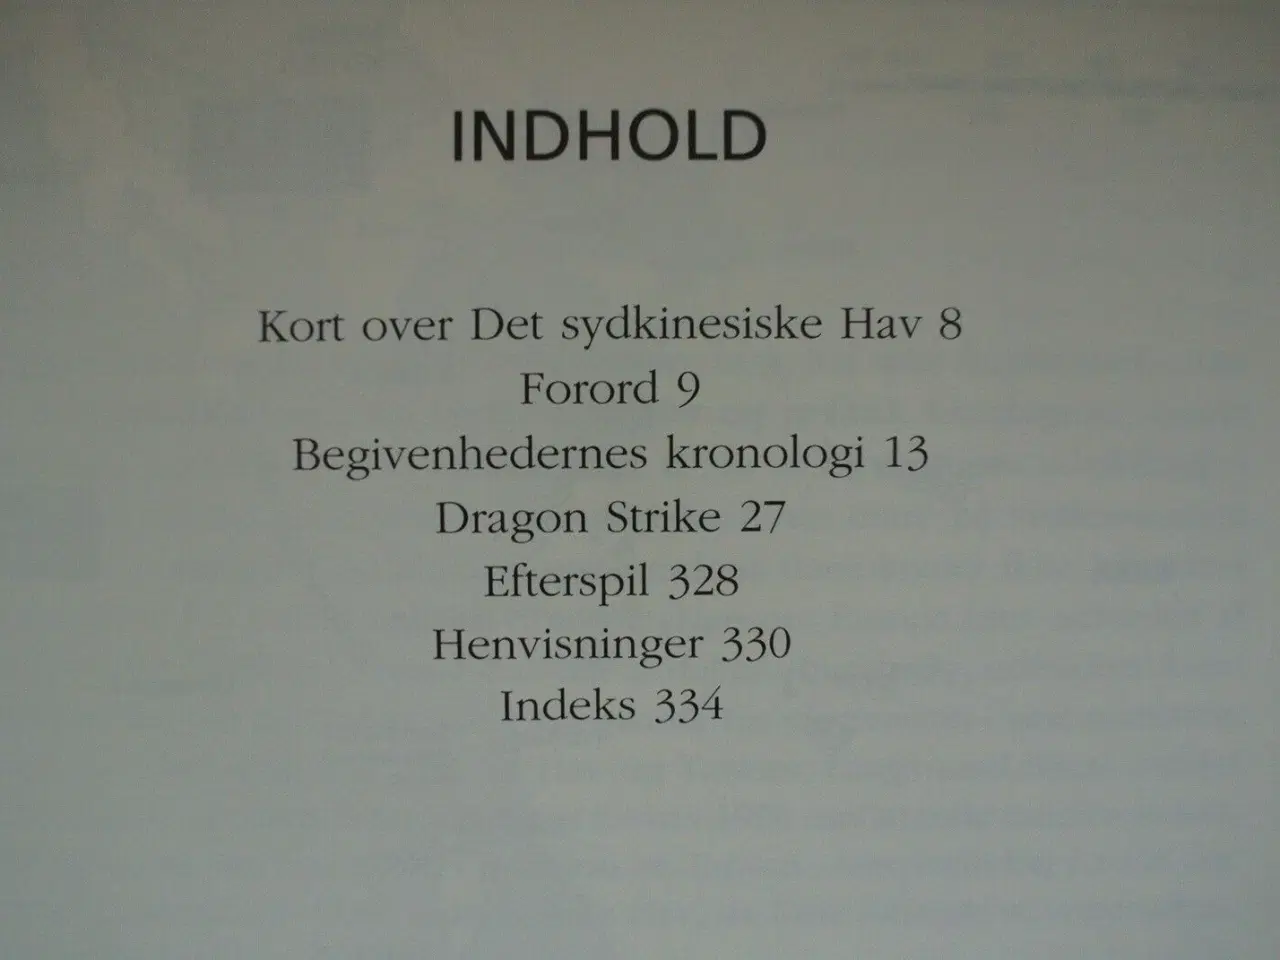 INDHOLD
Kort over Det sydkinesiske Hav 8
Forord 9
Begivenhedernes kronologi 13
Dragon Strike 27
Efterspil 328
Henvisninger 330
Indeks 334